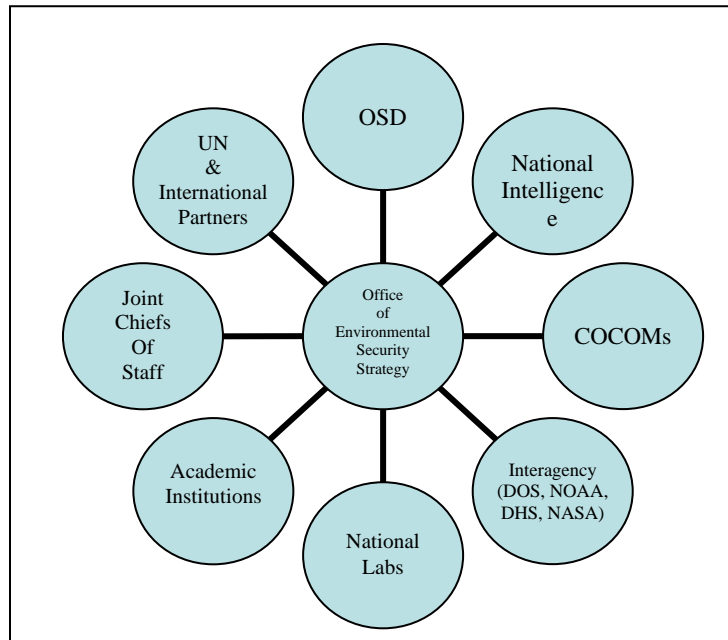 OSD
UN
&
International
Partners
National
Intelligenc
e
Joint
Chiefs
Of
Staff
Office
of
Environmental
Security
Strategy
COCOMs
Academic
Institutions
National
Labs
Interagency
(DOS, NOAA,
DHS, NASA)